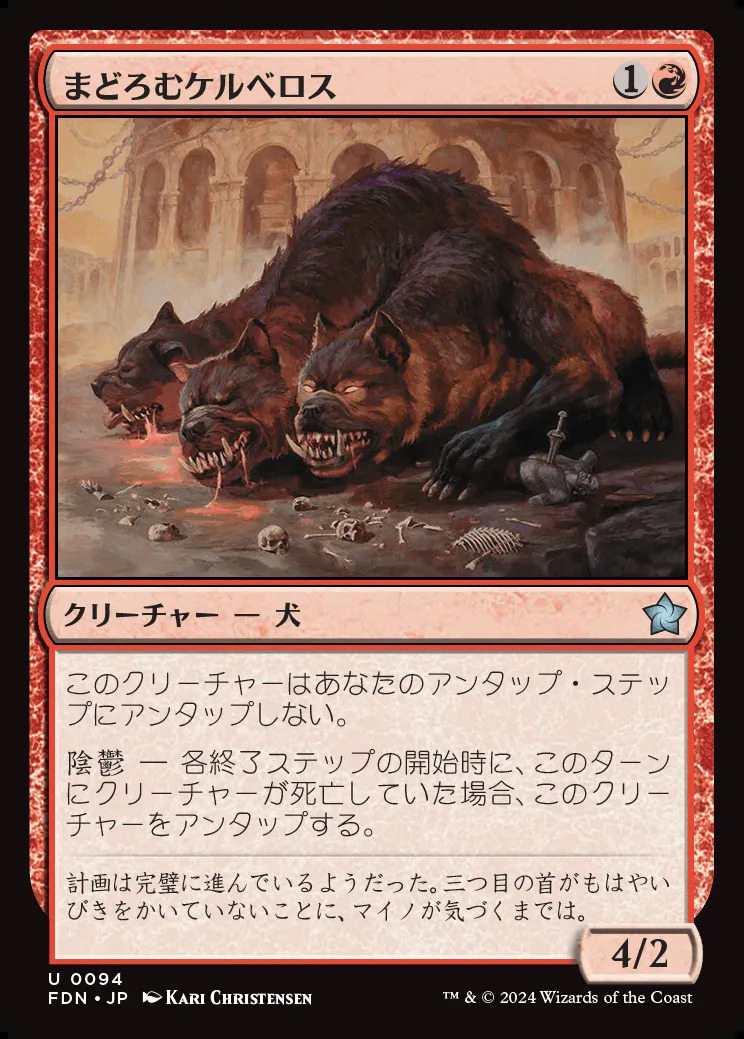 まどろむケルベロス 1
クリーチャー — 犬
このクリーチャーはあなたのアンタップ・ステッ
プにアンタップしない。
陰鬱 — 各終了ステップの開始時に、このターン
にクリーチャーが死亡していた場合、このクリー
チャーをアンタップする。
計画は完璧に進んでいるようだった。三つ目の首がもはやい
びきをかいていないことに、マイノが気づくまでは。
4/2
U 0094
FDN • JP Kari Christensen ™ & © 2024 Wizards of the Coast